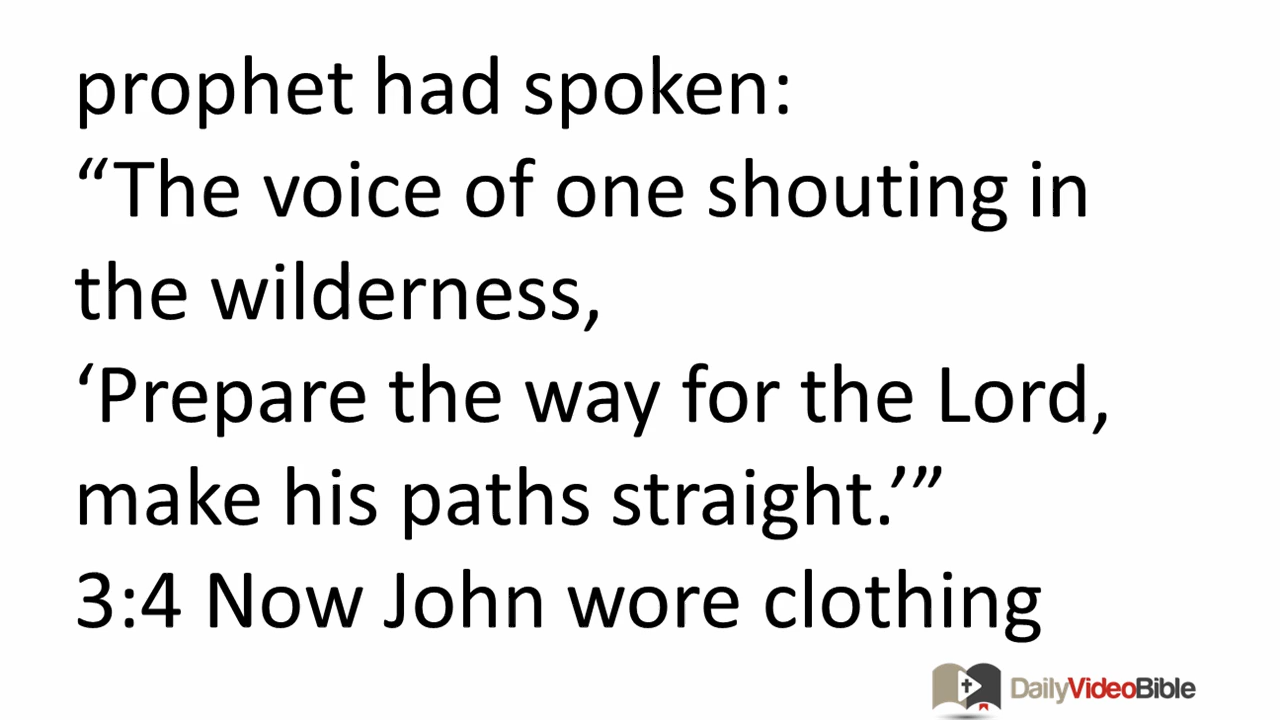 prophet had spoken:
“The voice of one shouting in
the wilderness,
‘Prepare the way for the Lord,
make his paths straight.’”
3:4 Now John wore clothing
DailyVideoBible